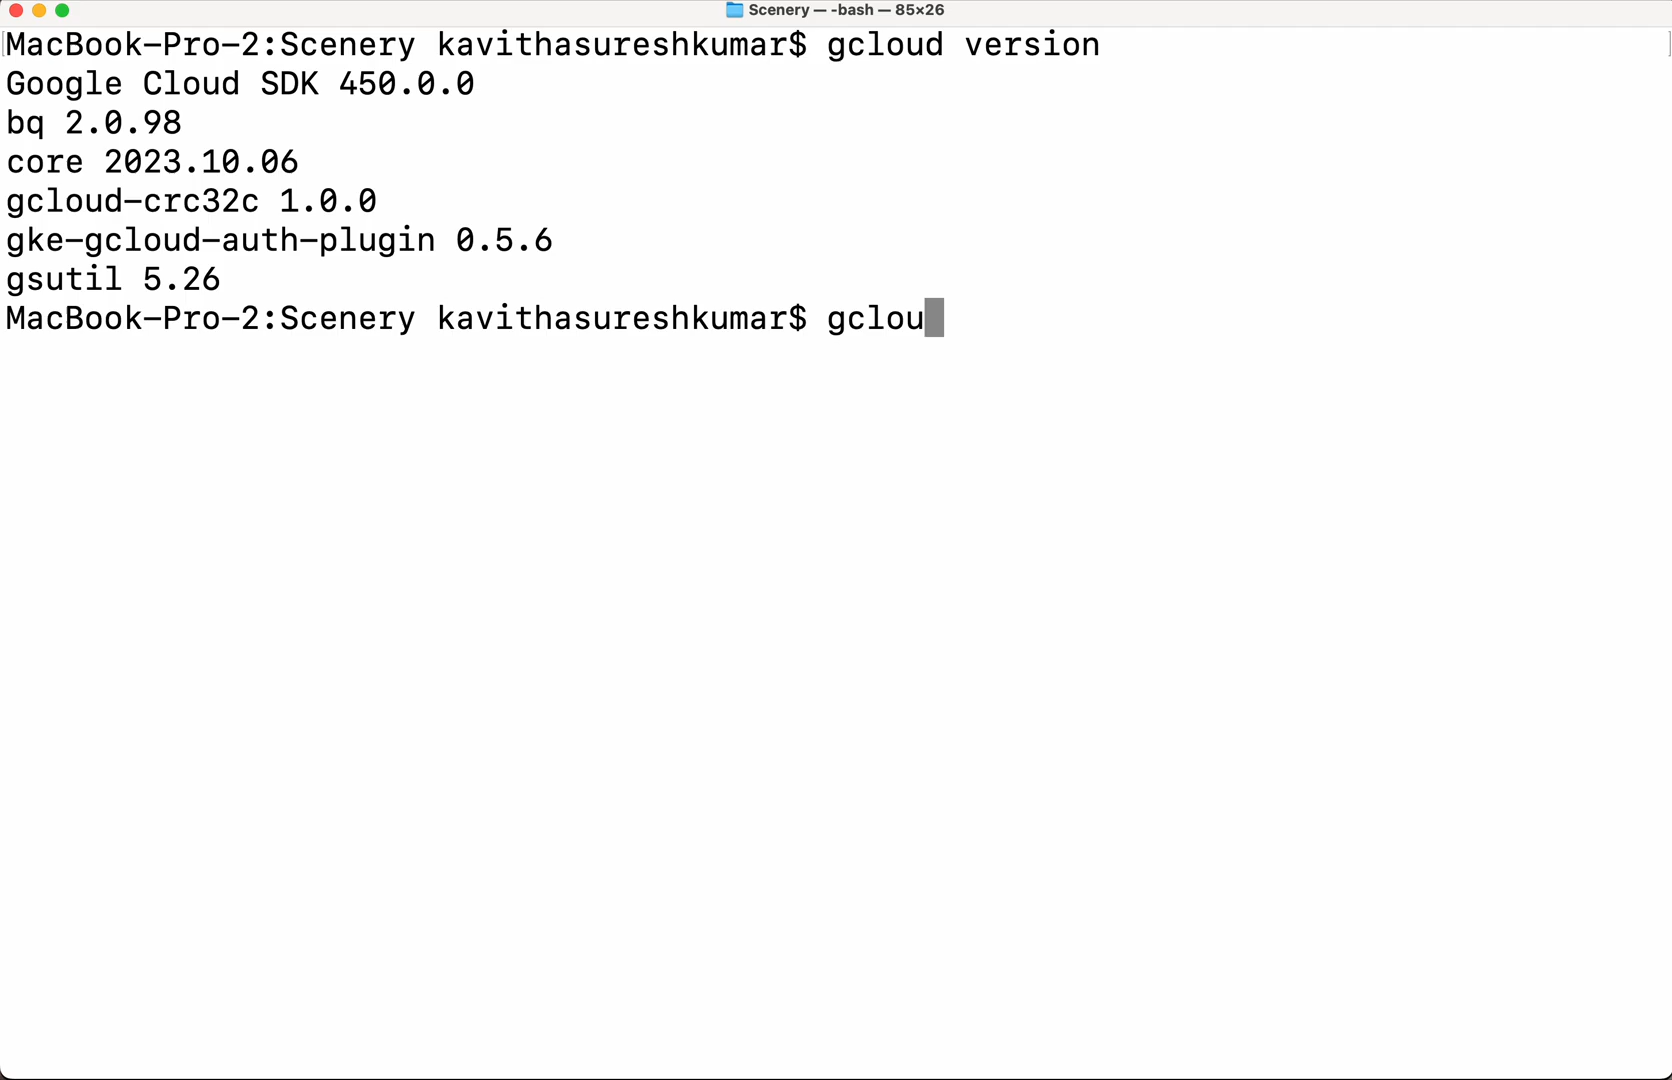 Scenery — -bash — 85×26
MacBook-Pro-2:Scenery kavithasureshkumar$ gcloud version
Google Cloud SDK 450.0.0
bq 2.0.98
core 2023.10.06
gcloud-crc32c 1.0.0
gke-gcloud-auth-plugin 0.5.6
gsutil 5.26
MacBook-Pro-2:Scenery kavithasureshkumar$ gclou